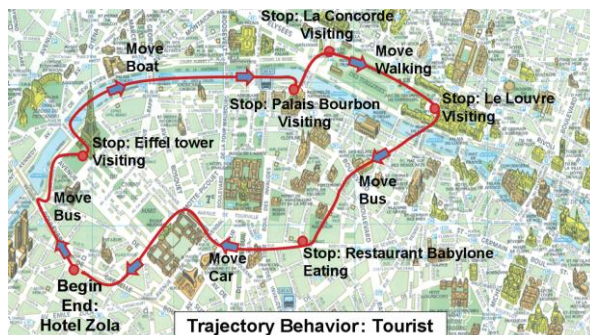 Stop: La Concorde
Visiting
Move
Boat
Move
Walking
Stop: Palais Bourbon
Visiting
Stop: Le Louvre
Visiting
Stop: Eiffel tower
Visiting
Move
Bus
Move
Bus
Stop: Restaurant Babylone
Eating
Move
Car
Begin
End:
Hotel Zola
Trajectory Behavior: Tourist